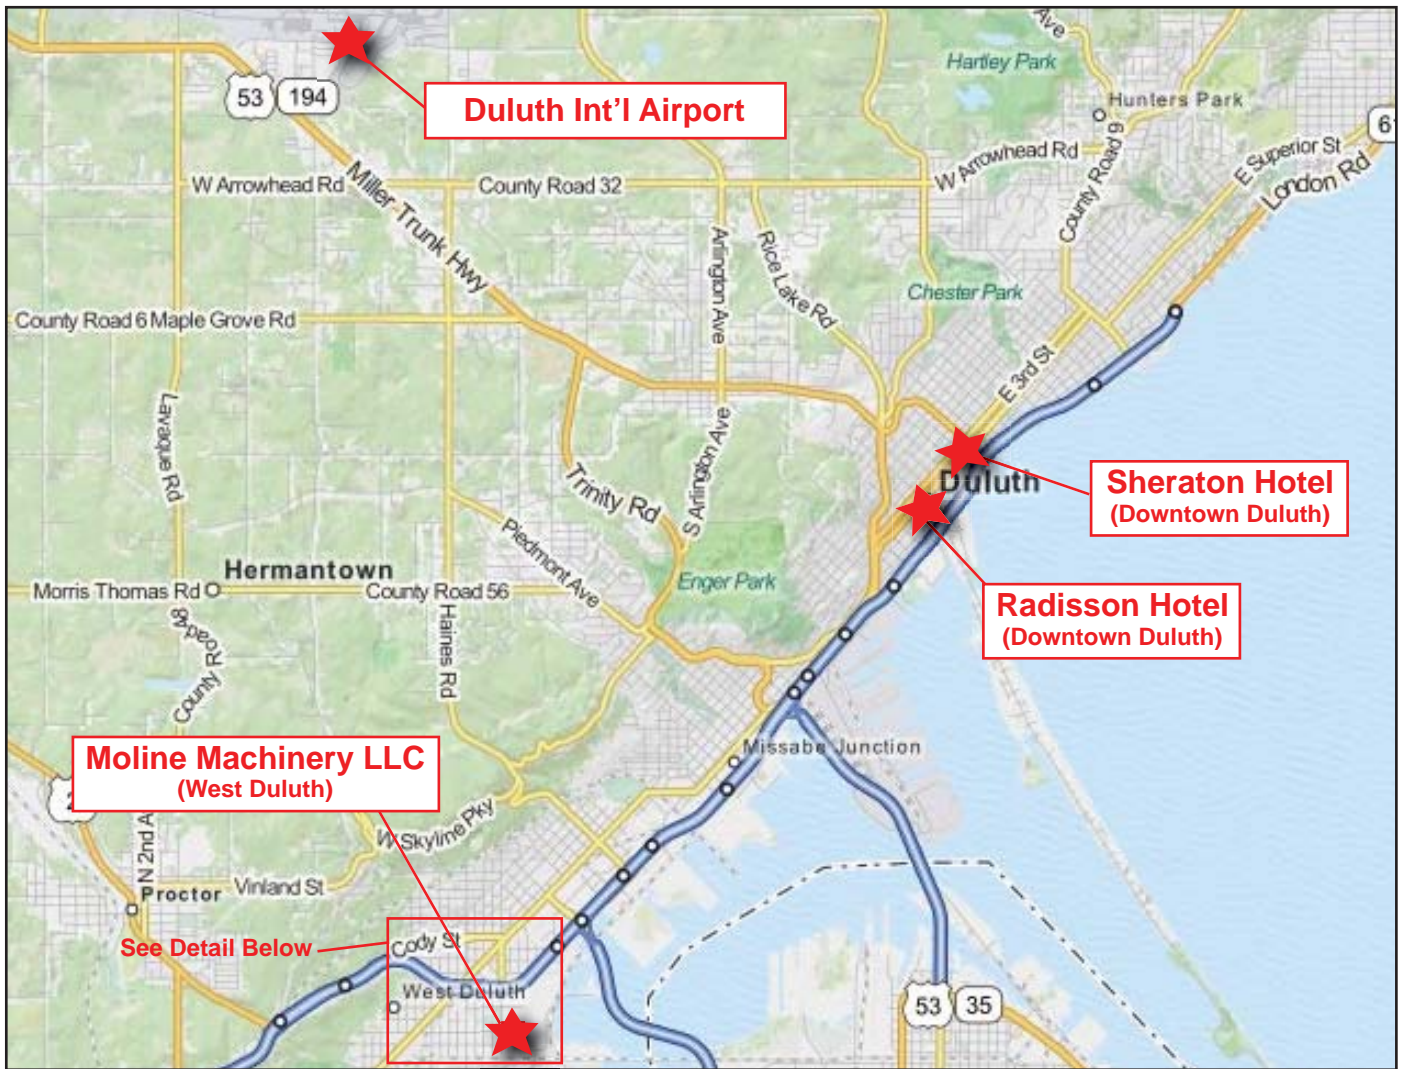 Ave
Hartley Park
Hunters Park
53
194
Duluth Int'l Airport
61
E Superior St
London Rd
W Arrowhead Rd
County Road 9
W Arrowhead Rd
County Road 32
Miller Trunk Hwy
Arlington Ave
Rice Lake Rd
Chester Park
County Road 6 Maple Grove Rd
E 3rd St
Lavaque Rd
S Arlington Ave
Trinity Rd
Duluth
Sheraton Hotel
(Downtown Duluth)
Piedmont Ave
Hermantown
Enger Park
Morris Thomas Rd
County Road 56
Radisson Hotel
(Downtown Duluth)
Haines Rd
County Road 48
Moline Machinery LLC
(West Duluth)
Missabe Junction
2
N 2nd A
W Skyline Pky
Proctor
Vinland St
See Detail Below
Cody St
West Duluth
53
35